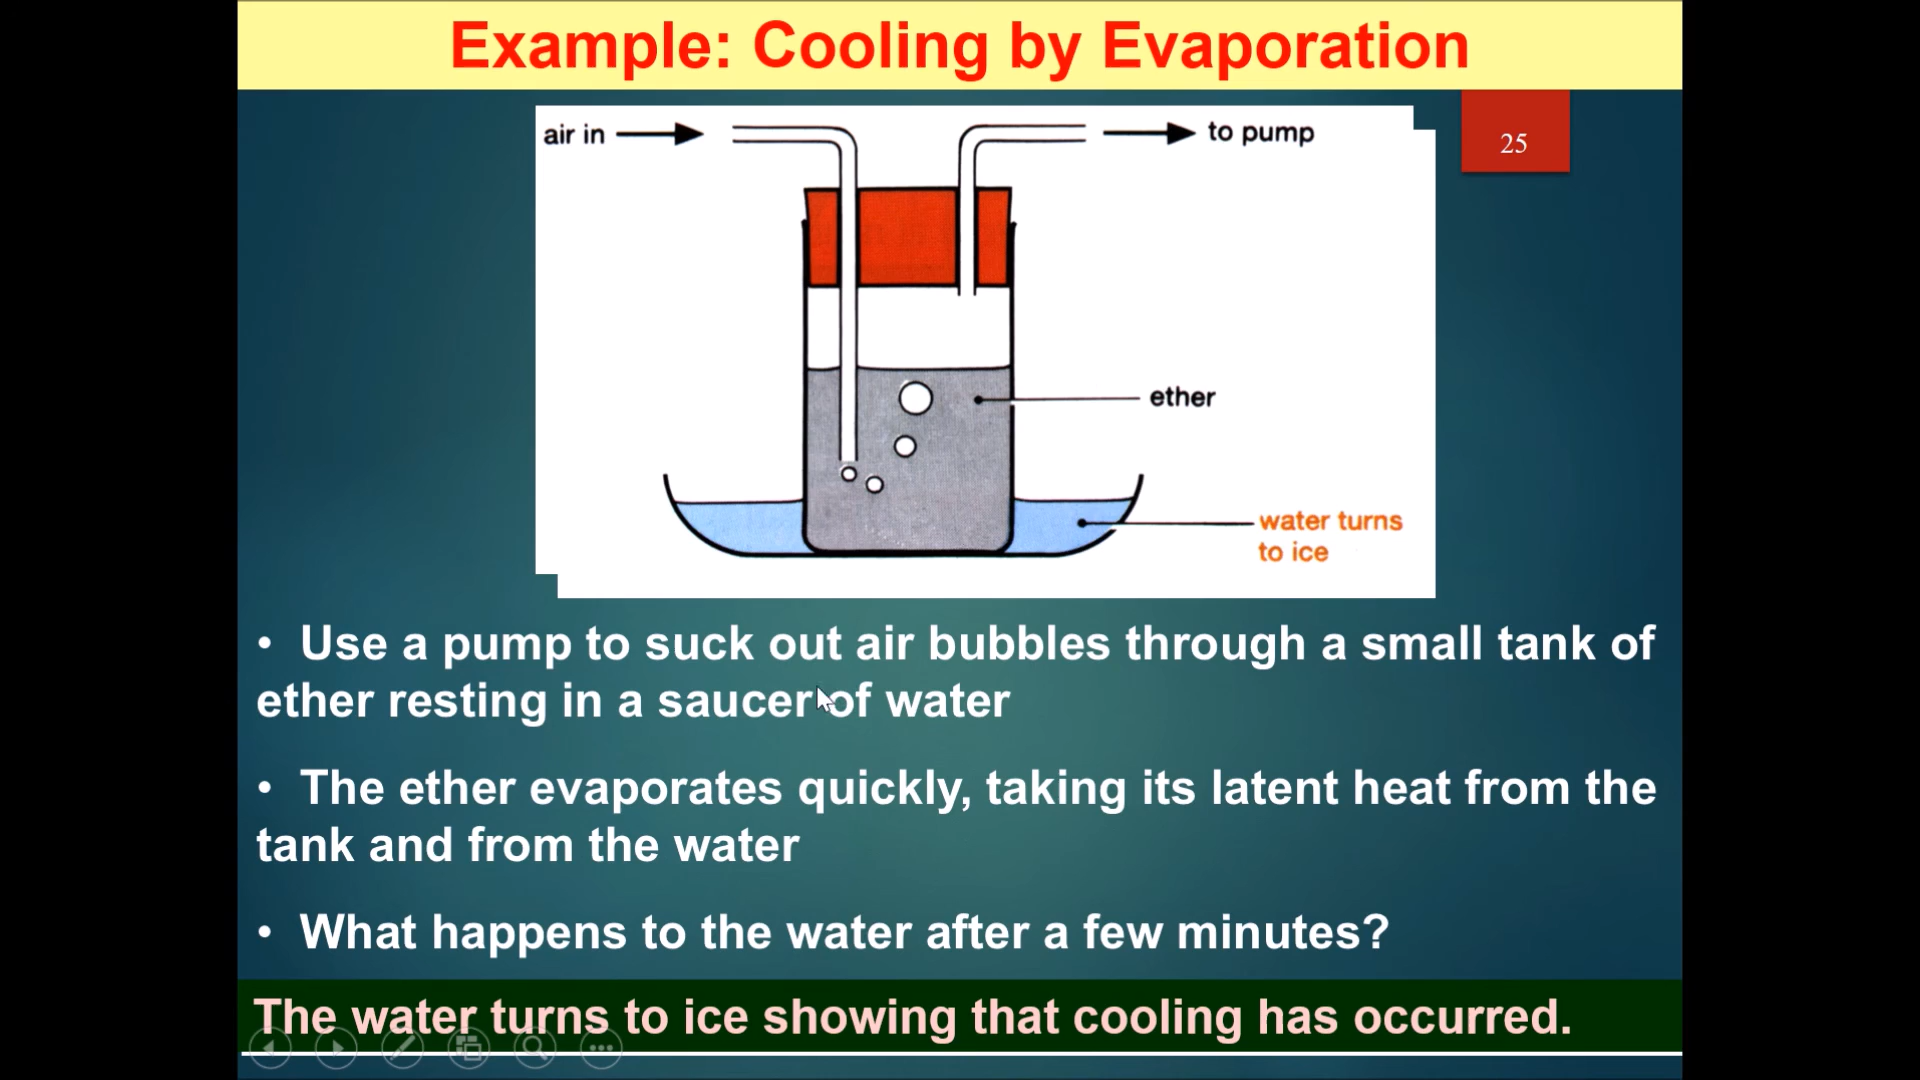 Example: Cooling by Evaporation
25
air in
to pump
ether
water turns
to ice
• Use a pump to suck out air bubbles through a small tank of
ether resting in a saucer of water
• The ether evaporates quickly, taking its latent heat from the
tank and from the water
• What happens to the water after a few minutes?
The water turns to ice showing that cooling has occurred.